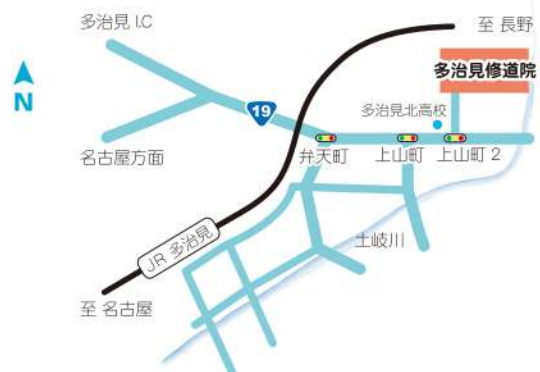 多治見 I.C
至 長野
多治見修道院
N
19
多治見北高校
名古屋方面
弁天町
上山町
上山町 2
JR 多治見
土岐川
至 名古屋